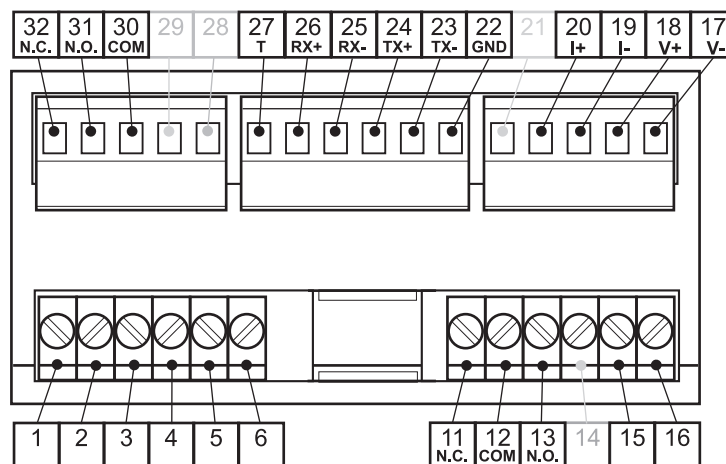 32 31 30 29 28 27 26 25 24 23 22 21 20 19 18 17
N.C. N.O. COM T RX+ RX- TX+ TX- GND I+ I- V+ V-
1 2 3 4 5 6 11 12 13 14 15 16
N.C. COM N.O.